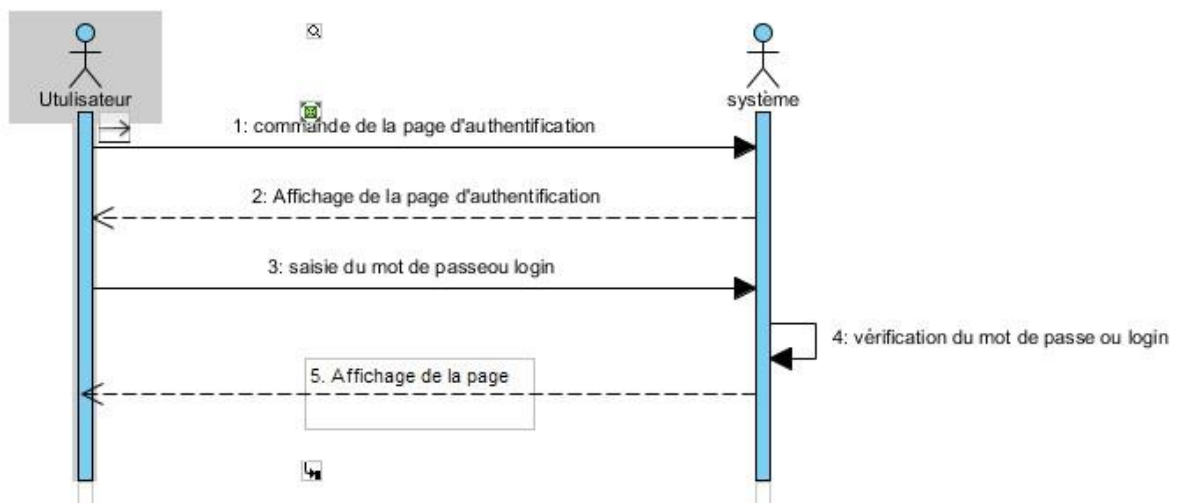 Utulisateur
système
1: commande de la page d'authentification
2: Affichage de la page d'authentification
3: saisie du mot de passeou login
4: vérification du mot de passe ou login
5. Affichage de la page